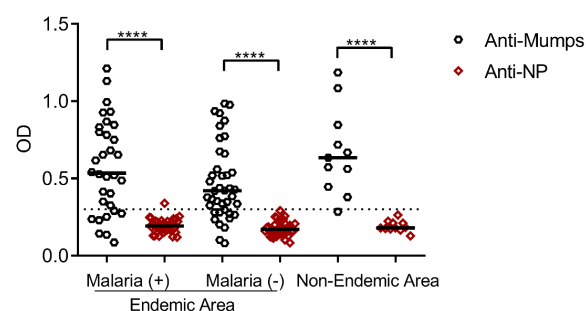 1.5
1.0
0.5
0.0
OD
****
****
****
Anti-Mumps
Anti-NP
Malaria (+) Malaria (-) Non-Endemic Area
Endemic Area